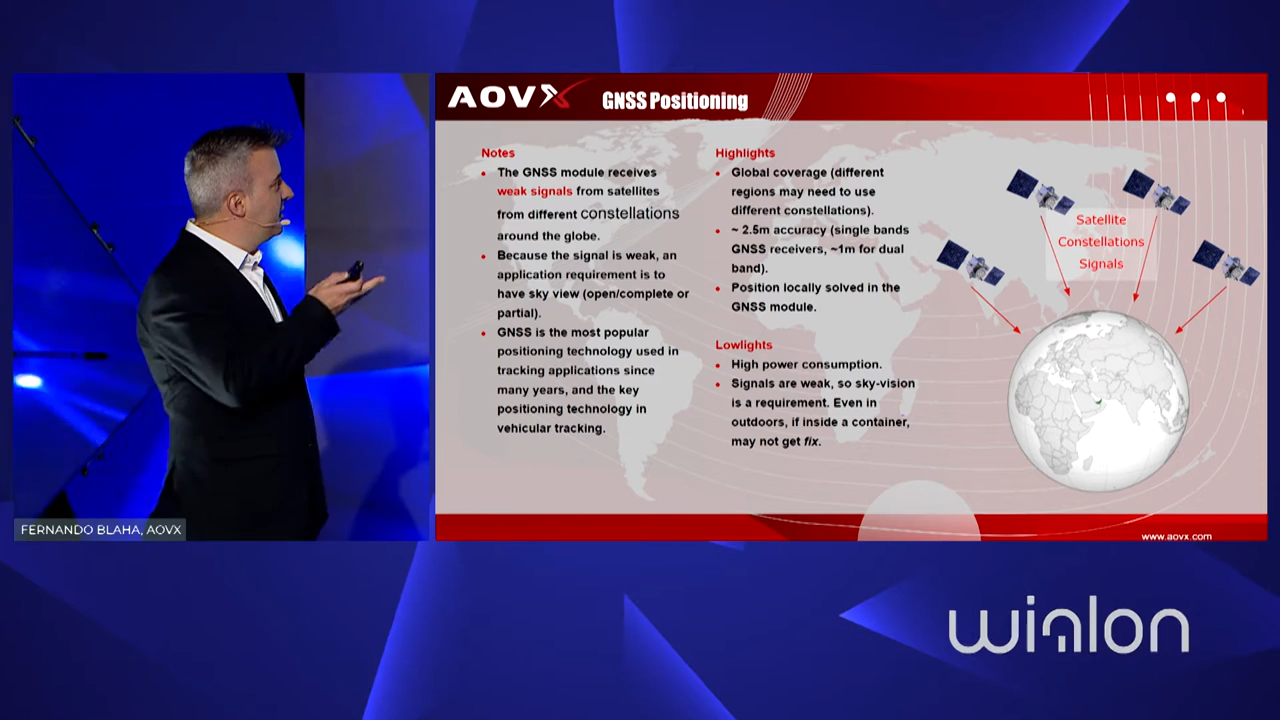 AOVX
GNSS Positioning
Notes
• The GNSS module receives
weak signals from satellites
from different constellations
around the globe.
• Because the signal is weak, an
application requirement is to
have sky view (open/complete or
partial).
• GNSS is the most popular
positioning technology used in
tracking applications since
many years, and the key
positioning technology in
vehicular tracking.
Highlights
• Global coverage (different
regions may need to use
different constellations).
• ~ 2.5m accuracy (single bands
GNSS receivers, ~1m for dual
band).
• Position locally solved in the
GNSS module.
Lowlights
• High power consumption.
• Signals are weak, so sky-vision
is a requirement. Even in
outdoors, if inside a container,
may not get fix.
Satellite
Constellations
Signals
FERNANDO BLAHA, AOVX
www.aovx.com
wialon